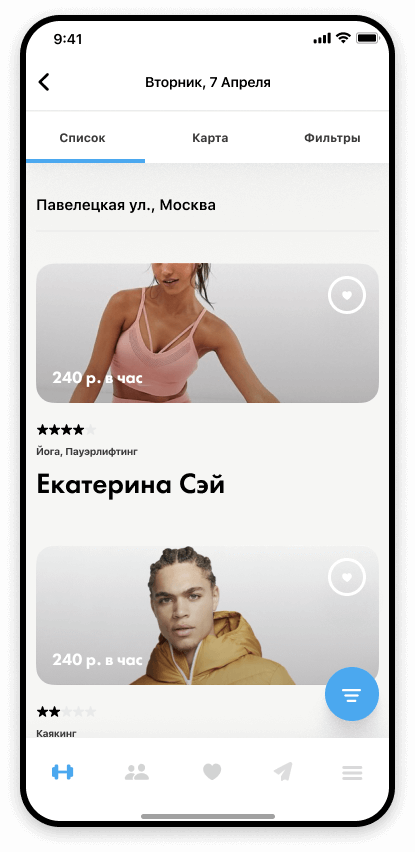 9:41
Вторник, 7 Апреля
Список Карта Фильтры
Павелецкая ул., Москва
240 р. в час
Йога, Пауэрлифтинг
Екатерина Сэй
240 р. в час
Каякинг